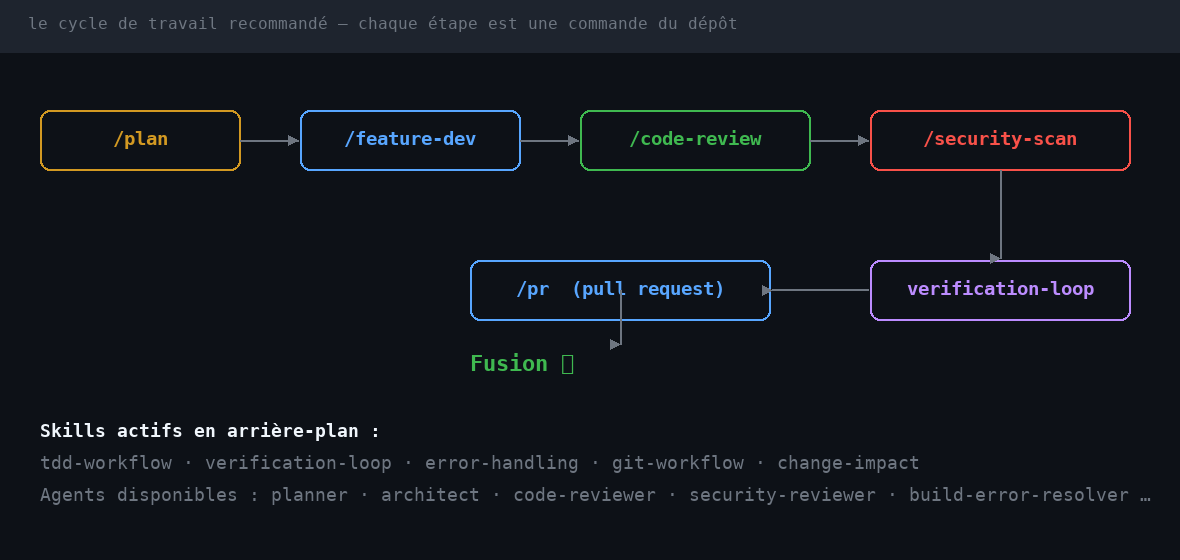 le cycle de travail recommandé — chaque étape est une commande du dépôt
/plan
/feature-dev
/code-review
/security-scan
/pr (pull request)
verification-loop
Fusion
Skills actifs en arrière-plan :
tdd-workflow · verification-loop · error-handling · git-workflow · change-impact
Agents disponibles : planner · architect · code-reviewer · security-reviewer · build-error-resolver …